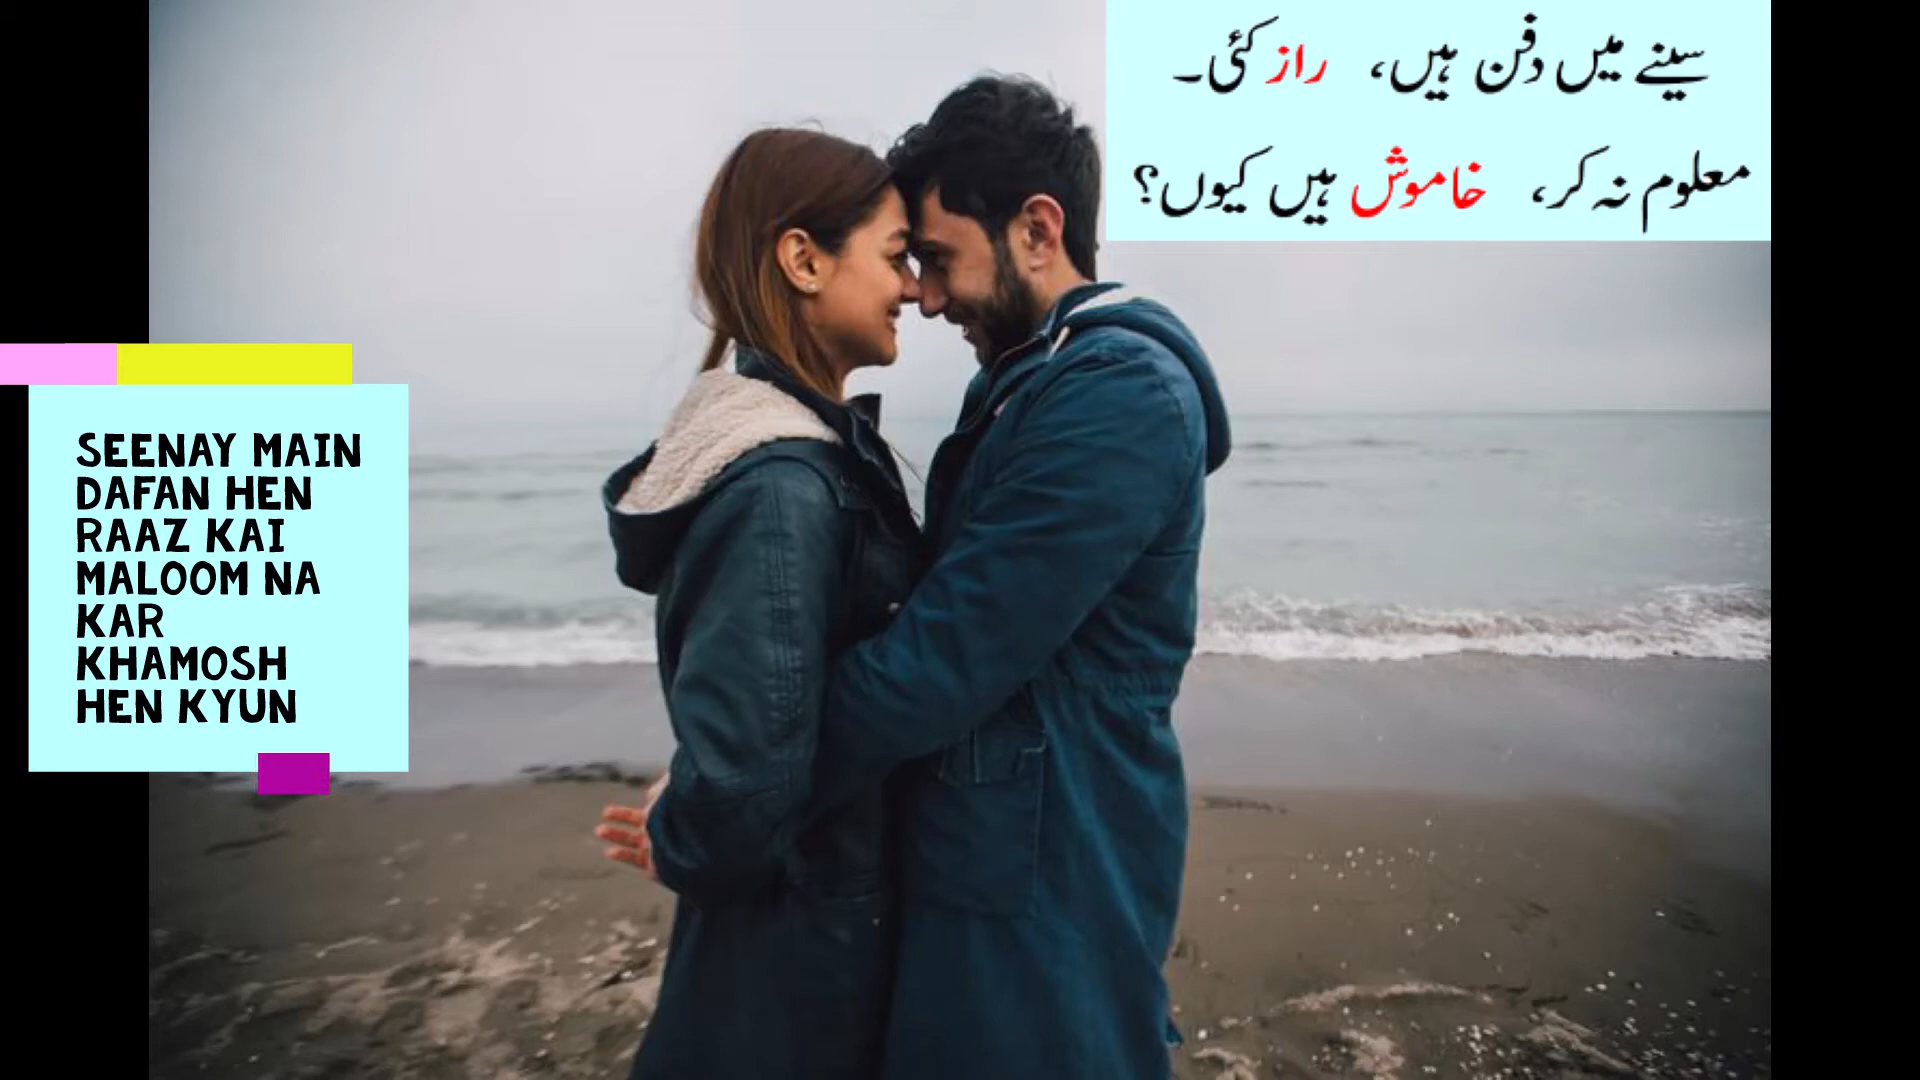 سینے میں دفن ہیں، راز کئی۔
معلوم نہ کر، خاموش ہیں کیوں؟
SEENAY MAIN
DAFAN HEN
RAAZ KAI
MALOOM NA
KAR
KHAMOSH
HEN KYUN